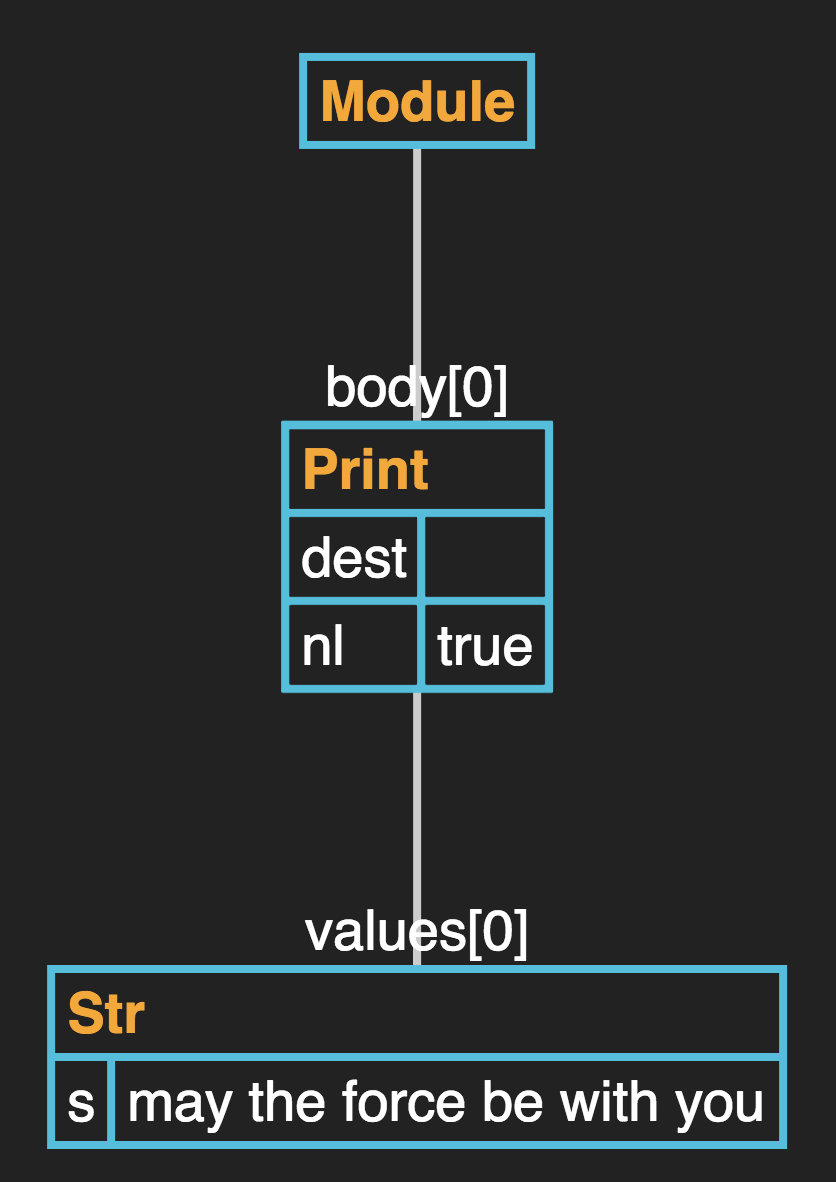 Module
body[0]
Print
dest
nl true
values[0]
Str
s may the force be with you